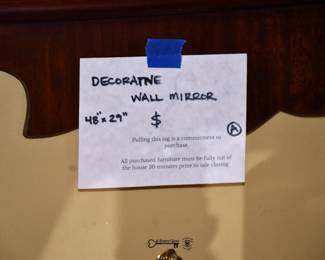 DECORATIVE
WALL MIRROR
48" x 29" $
A
Pulling this tag is a commitment to
purchase.
All purchased furniture must be fully out of
the house 30 minutes prior to sale closing